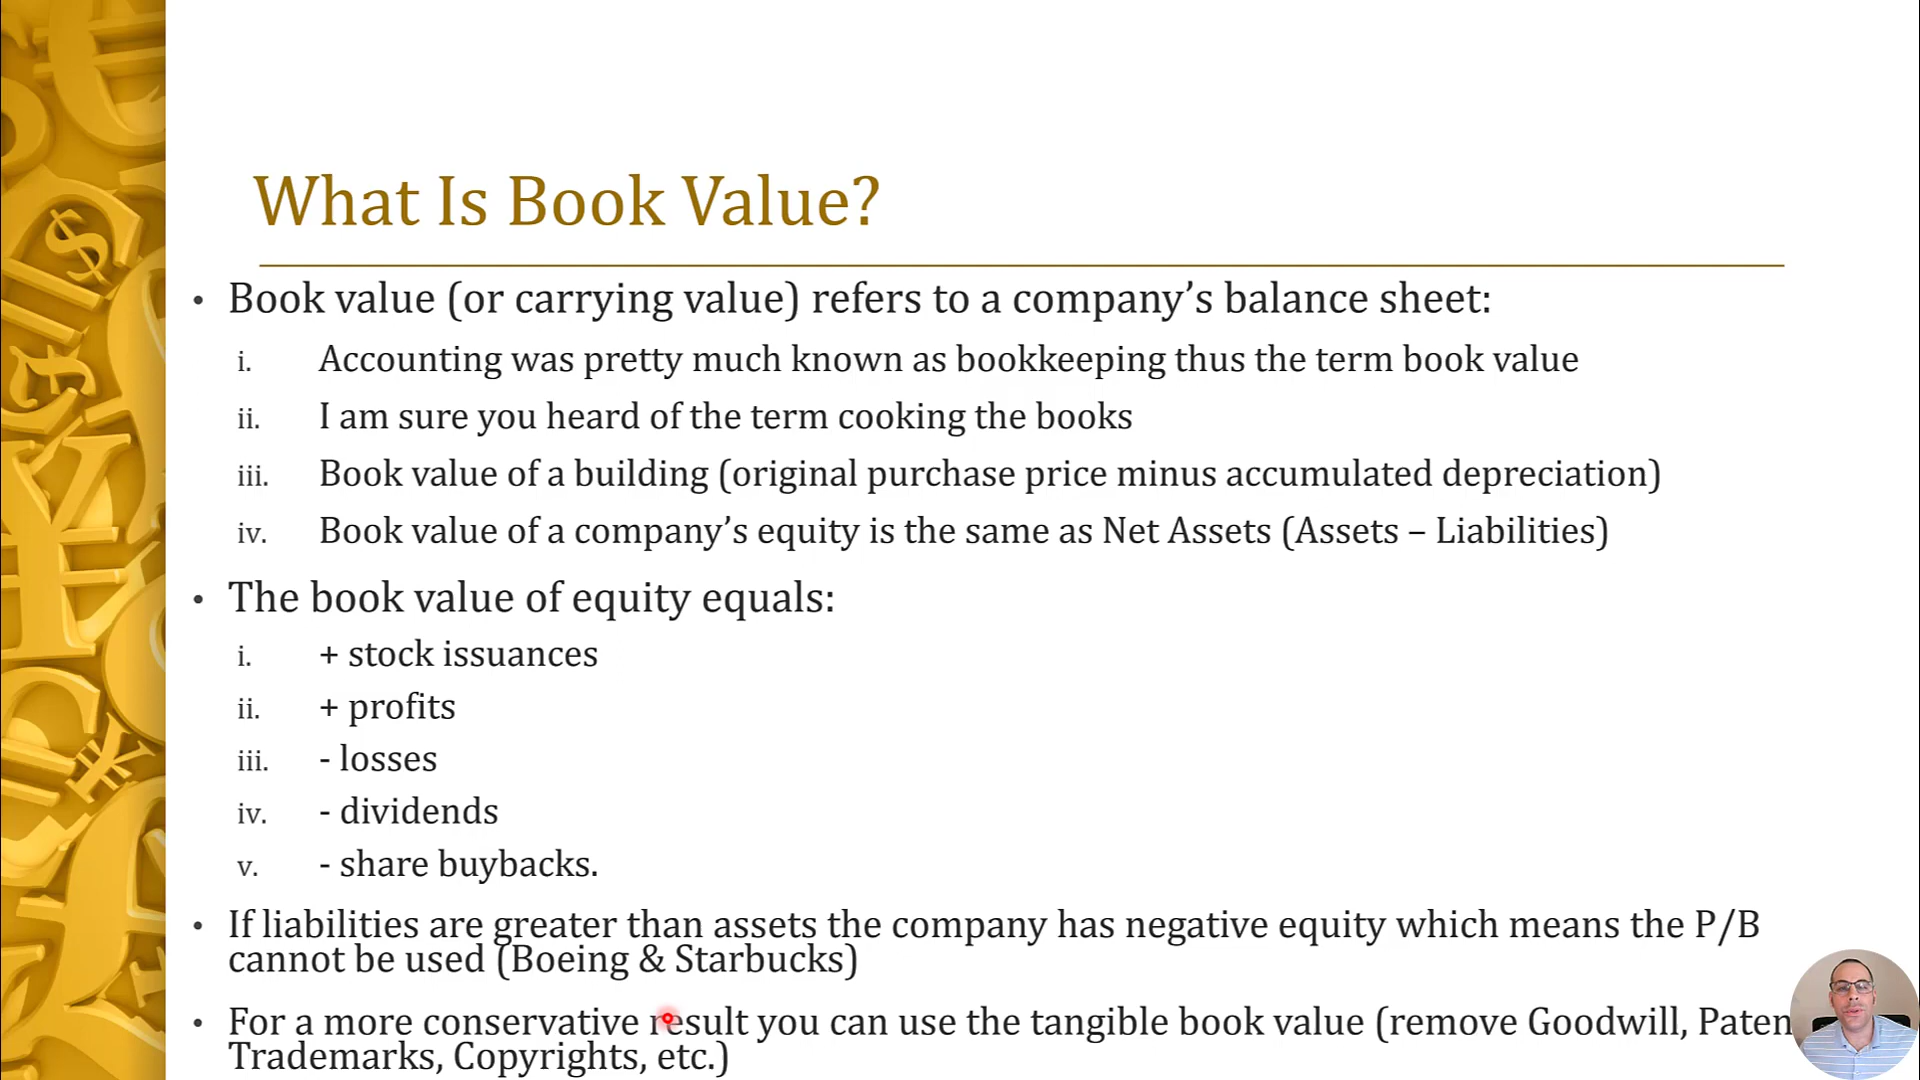 What Is Book Value?
• Book value (or carrying value) refers to a company’s balance sheet:
i. Accounting was pretty much known as bookkeeping thus the term book value
ii. I am sure you heard of the term cooking the books
iii. Book value of a building (original purchase price minus accumulated depreciation)
iv. Book value of a company’s equity is the same as Net Assets (Assets – Liabilities)
• The book value of equity equals:
i. + stock issuances
ii. + profits
iii. - losses
iv. - dividends
v. - share buybacks.
• If liabilities are greater than assets the company has negative equity which means the P/B
cannot be used (Boeing & Starbucks)
• For a more conservative result you can use the tangible book value (remove Goodwill,
Trademarks, Copyrights, etc.)